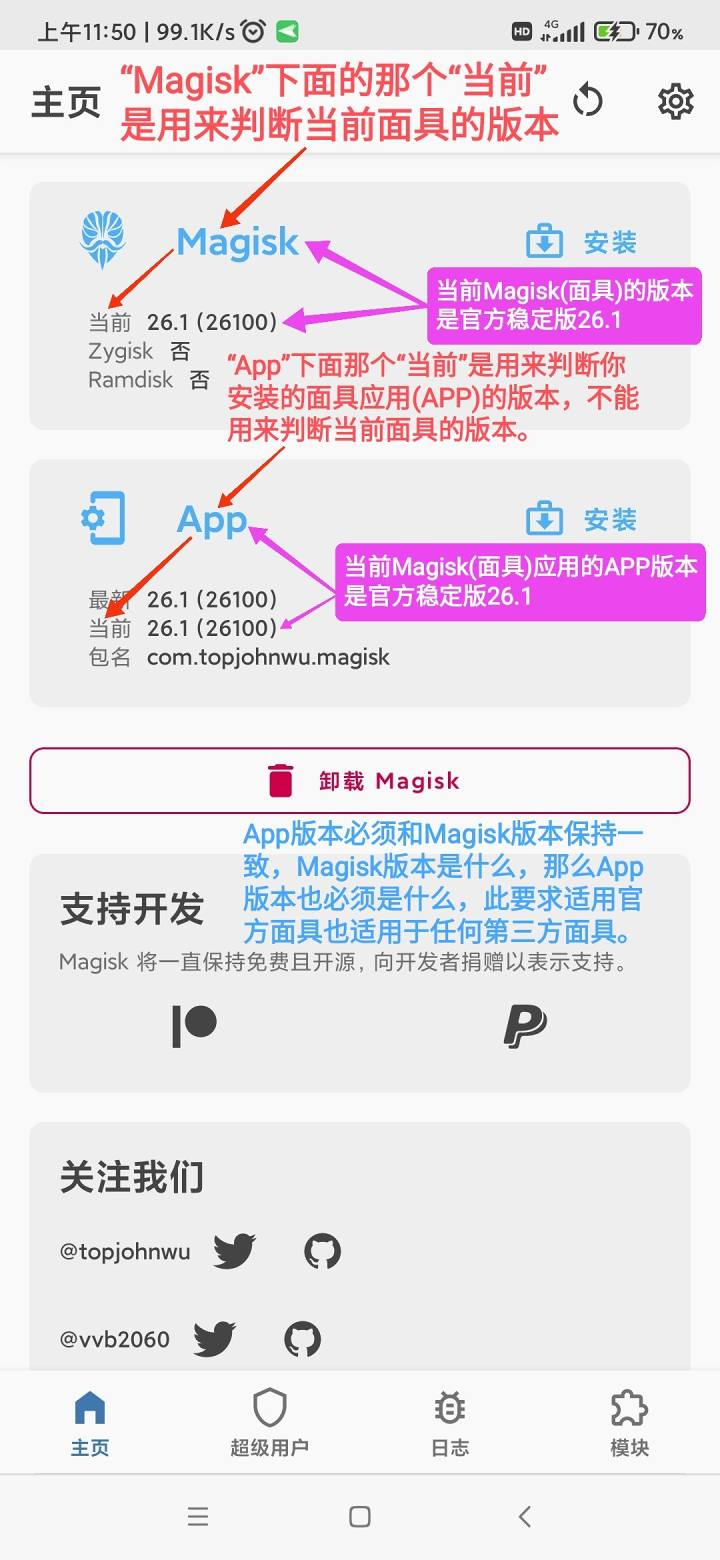 上午11:50 | 99.1K/s
HD 4G 70%
主页
“Magisk”下面的那个“当前”
是用来判断当前面具的版本
Magisk
安装
当前 26.1 (26100)
当前Magisk(面具)的版本
是官方稳定版26.1
Zygisk 否
Ramdisk 否
“App”下面那个“当前”是用来判断你
安装的面具应用(APP)的版本，不能
用来判断当前面具的版本。
App
安装
当前Magisk(面具)应用的APP版本
是官方稳定版26.1
最新 26.1 (26100)
当前 26.1 (26100)
包名 com.topjohnwu.magisk
卸载 Magisk
App版本必须和Magisk版本保持一
致，Magisk版本是什么，那么App
版本也必须是什么，此要求适用官
方面具也适用于任何第三方面具。
支持开发
Magisk 将一直保持免费且开源，向开发者捐赠以表示支持。
关注我们
@topjohnwu
@vvb2060
主页 超级用户 日志 模块